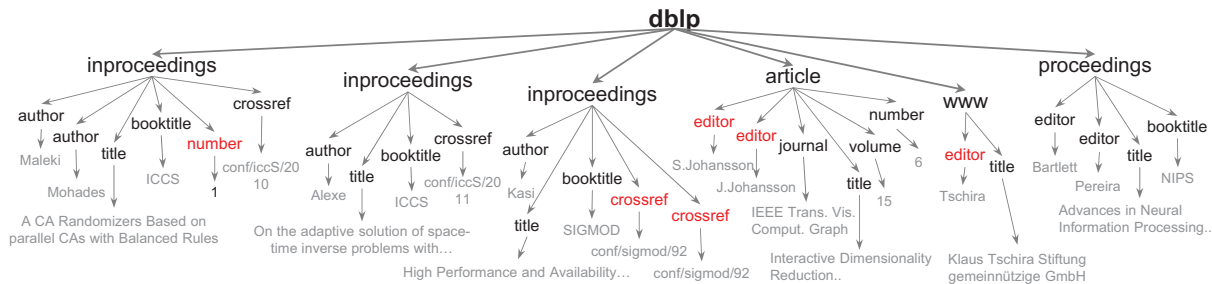 dblp
inproceedings
author
Maleki
author
Mohades
title
A CA Randomizers Based on
parallel CAs with Balanced Rules
booktitle
ICCS
number
1
crossref
conf/iccS/20
10
inproceedings
author
Alexe
title
On the adaptive solution of space-
time inverse problems with…
booktitle
ICCS
crossref
conf/iccS/20
11
inproceedings
author
Kasi
title
High Performance and Availability…
booktitle
SIGMOD
crossref
conf/sigmod/92
crossref
conf/sigmod/92
article
editor
S.Johansson
editor
J.Johansson
journal
IEEE Trans. Vis.
Comput. Graph
title
Interactive Dimensionality
Reduction..
volume
15
number
6
www
editor
Tschira
title
Klaus Tschira Stiftung
gemeinnützige GmbH
proceedings
editor
Bartlett
editor
Pereira
title
Advances in Neural
Information Processing..
booktitle
NIPS